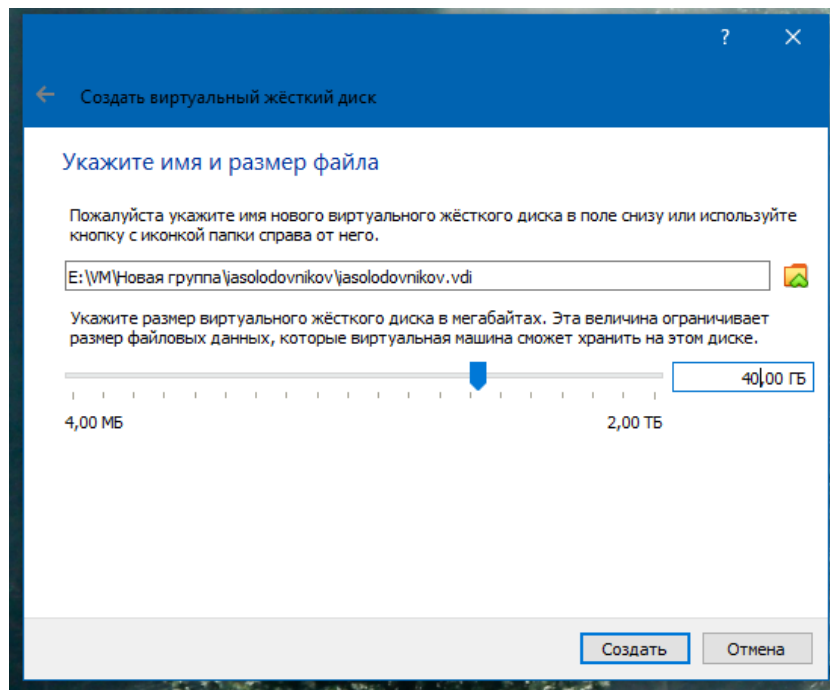 ?
Создать виртуальный жёсткий диск
Укажите имя и размер файла
Пожалуйста укажите имя нового виртуального жёсткого диска в поле снизу или используйте
кнопку с иконкой папки справа от него.
E:\VM\Новая группа\iasolodovnikov\iasolodovnikov.vdi
Укажите размер виртуального жёсткого диска в мегабайтах. Эта величина ограничивает
размер файловых данных, которые виртуальная машина сможет хранить на этом диске.
40,00 ГБ
4,00 МБ 2,00 ТБ
Создать Отмена